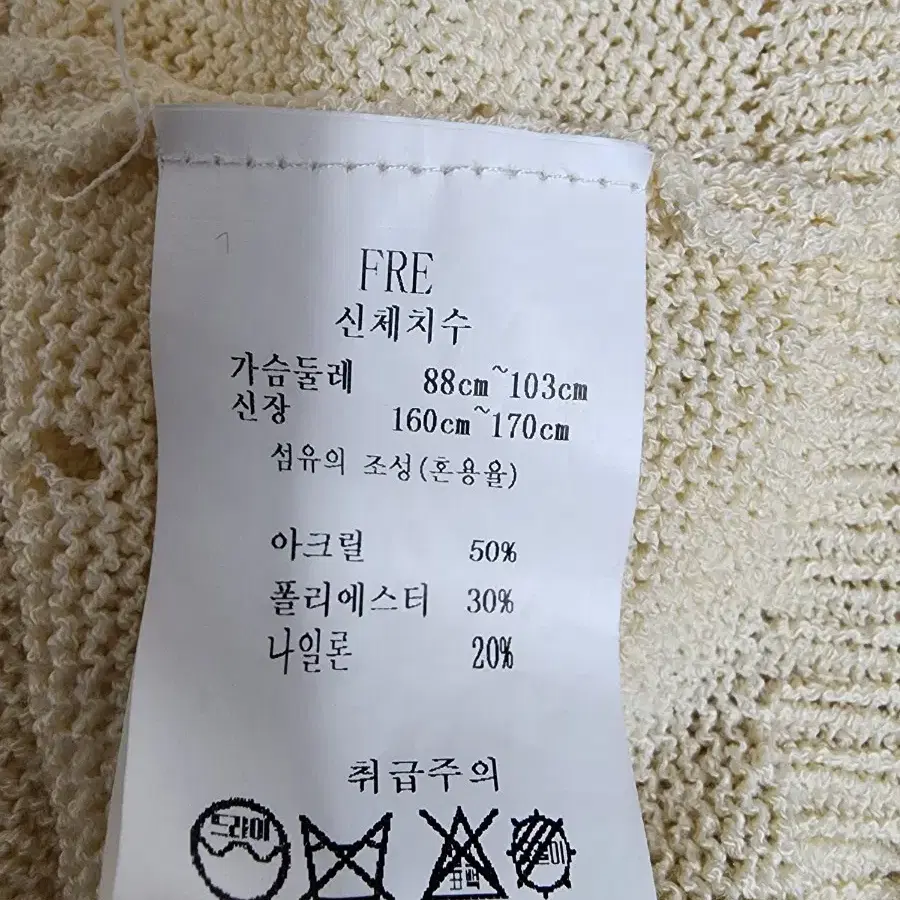 FRE
신체치수
가슴둘레 88cm~103cm
신장 160cm~170cm
섬유의 조성(혼용율)
아크릴 50%
폴리에스터 30%
나일론 20%
취급주의
드라이